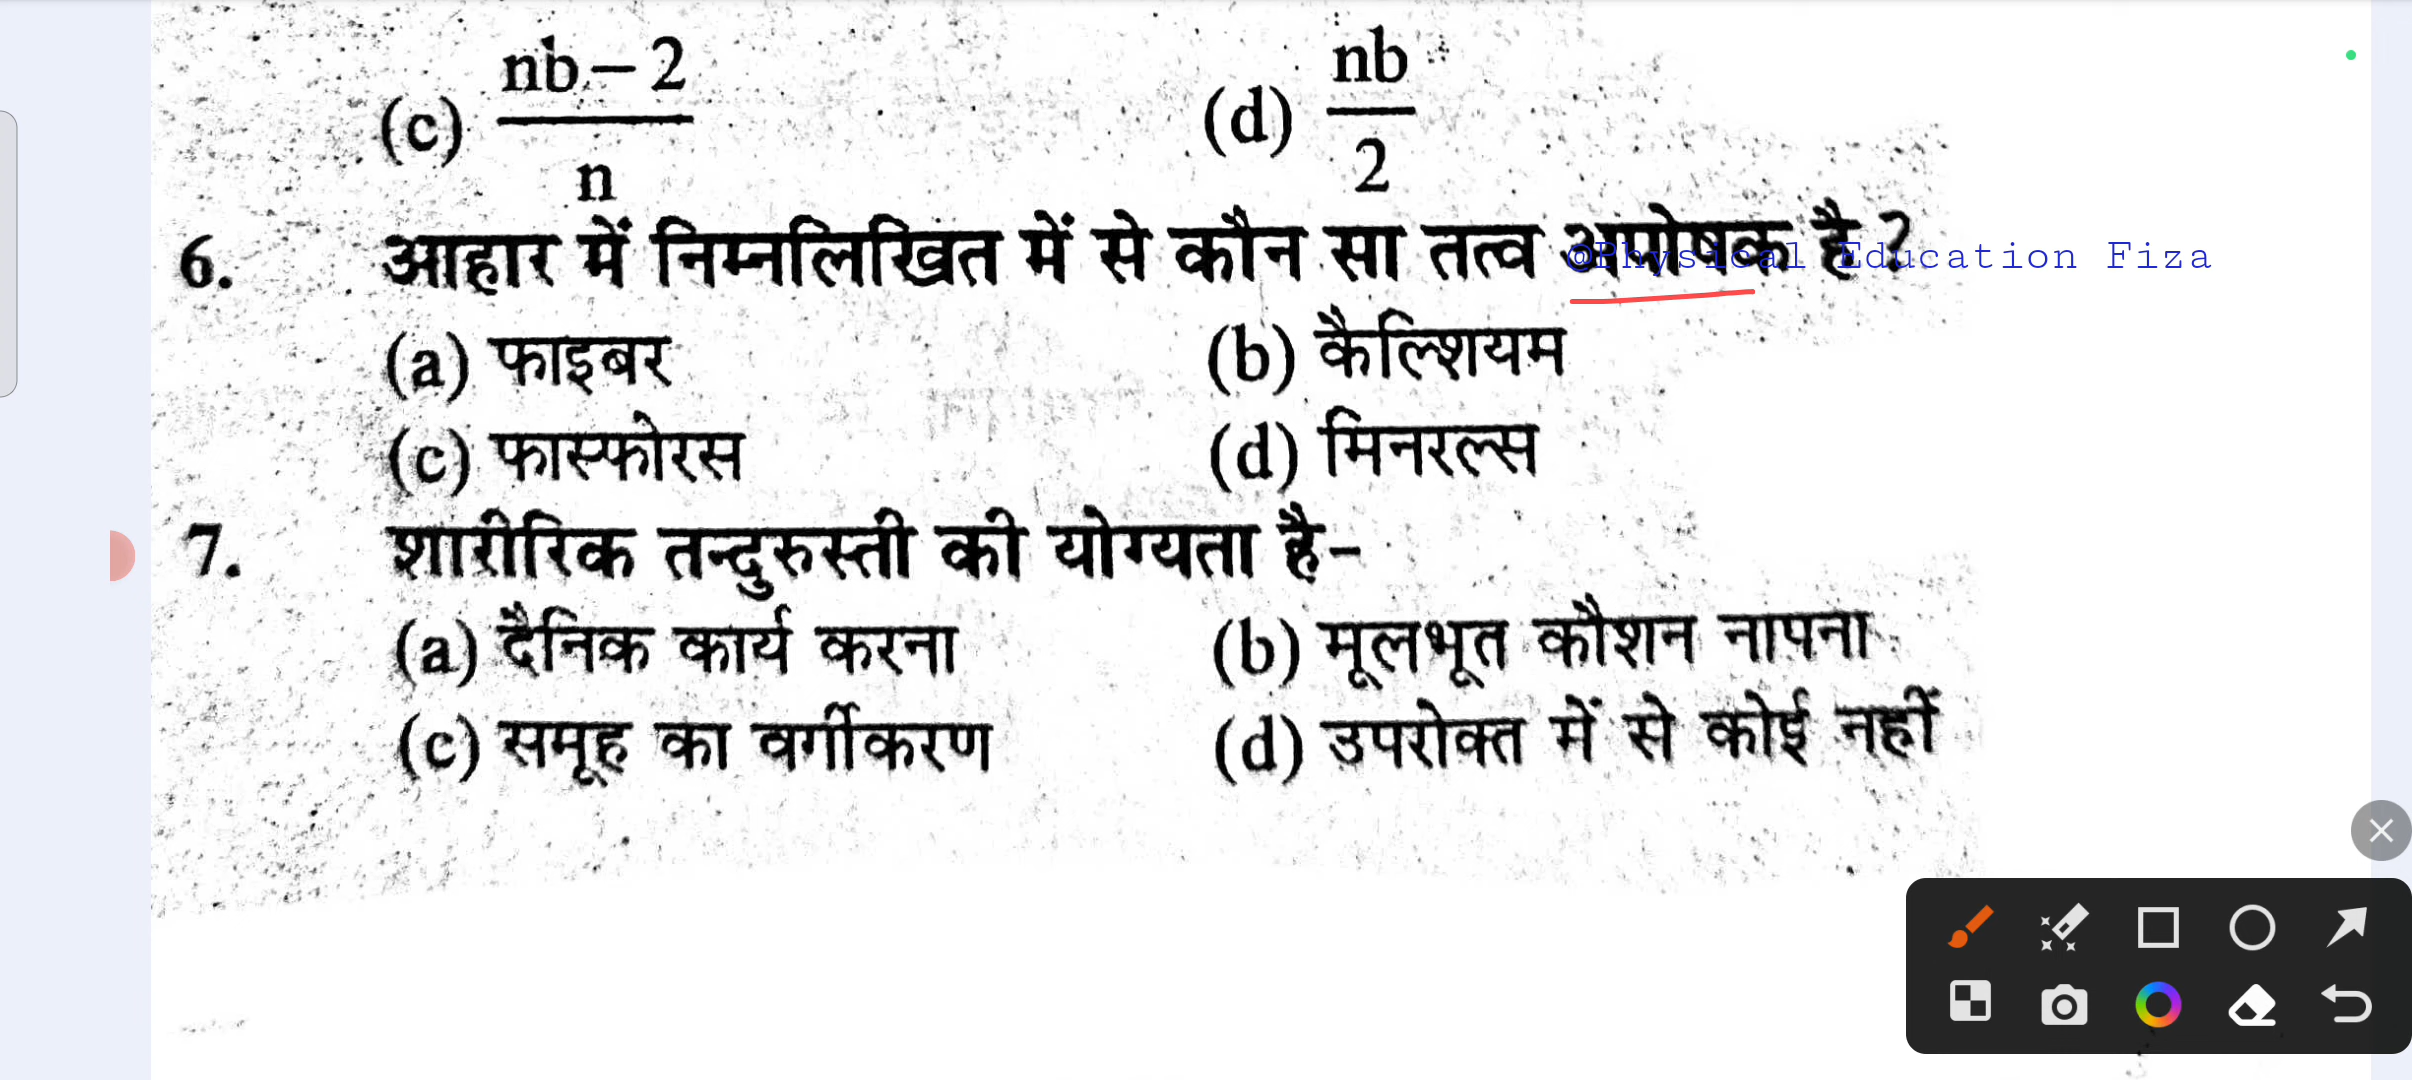 (c) nb – 2 / n (d) nb / 2
6. आहार में निम्नलिखित में से कौन सा तत्व अपोषक है ?
@Physical Education Fiza
(a) फाइबर (b) कैल्शियम
(c) फास्फोरस (d) मिनरल्स
7. शारीरिक तन्दुरुस्ती की योग्यता है–
(a) दैनिक कार्य करना (b) मूलभूत कौशन नापना
(c) समूह का वर्गीकरण (d) उपरोक्त में से कोई नहीं